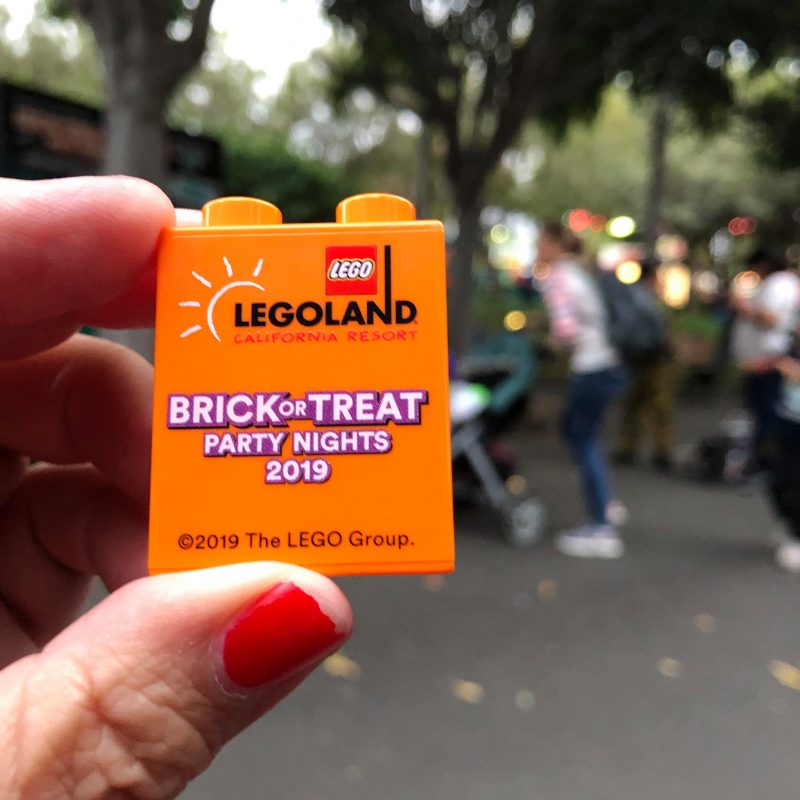 LEGO
LEGOLAND
CALIFORNIA RESORT
BRICK OR TREAT
PARTY NIGHTS
2019
©2019 The LEGO Group.